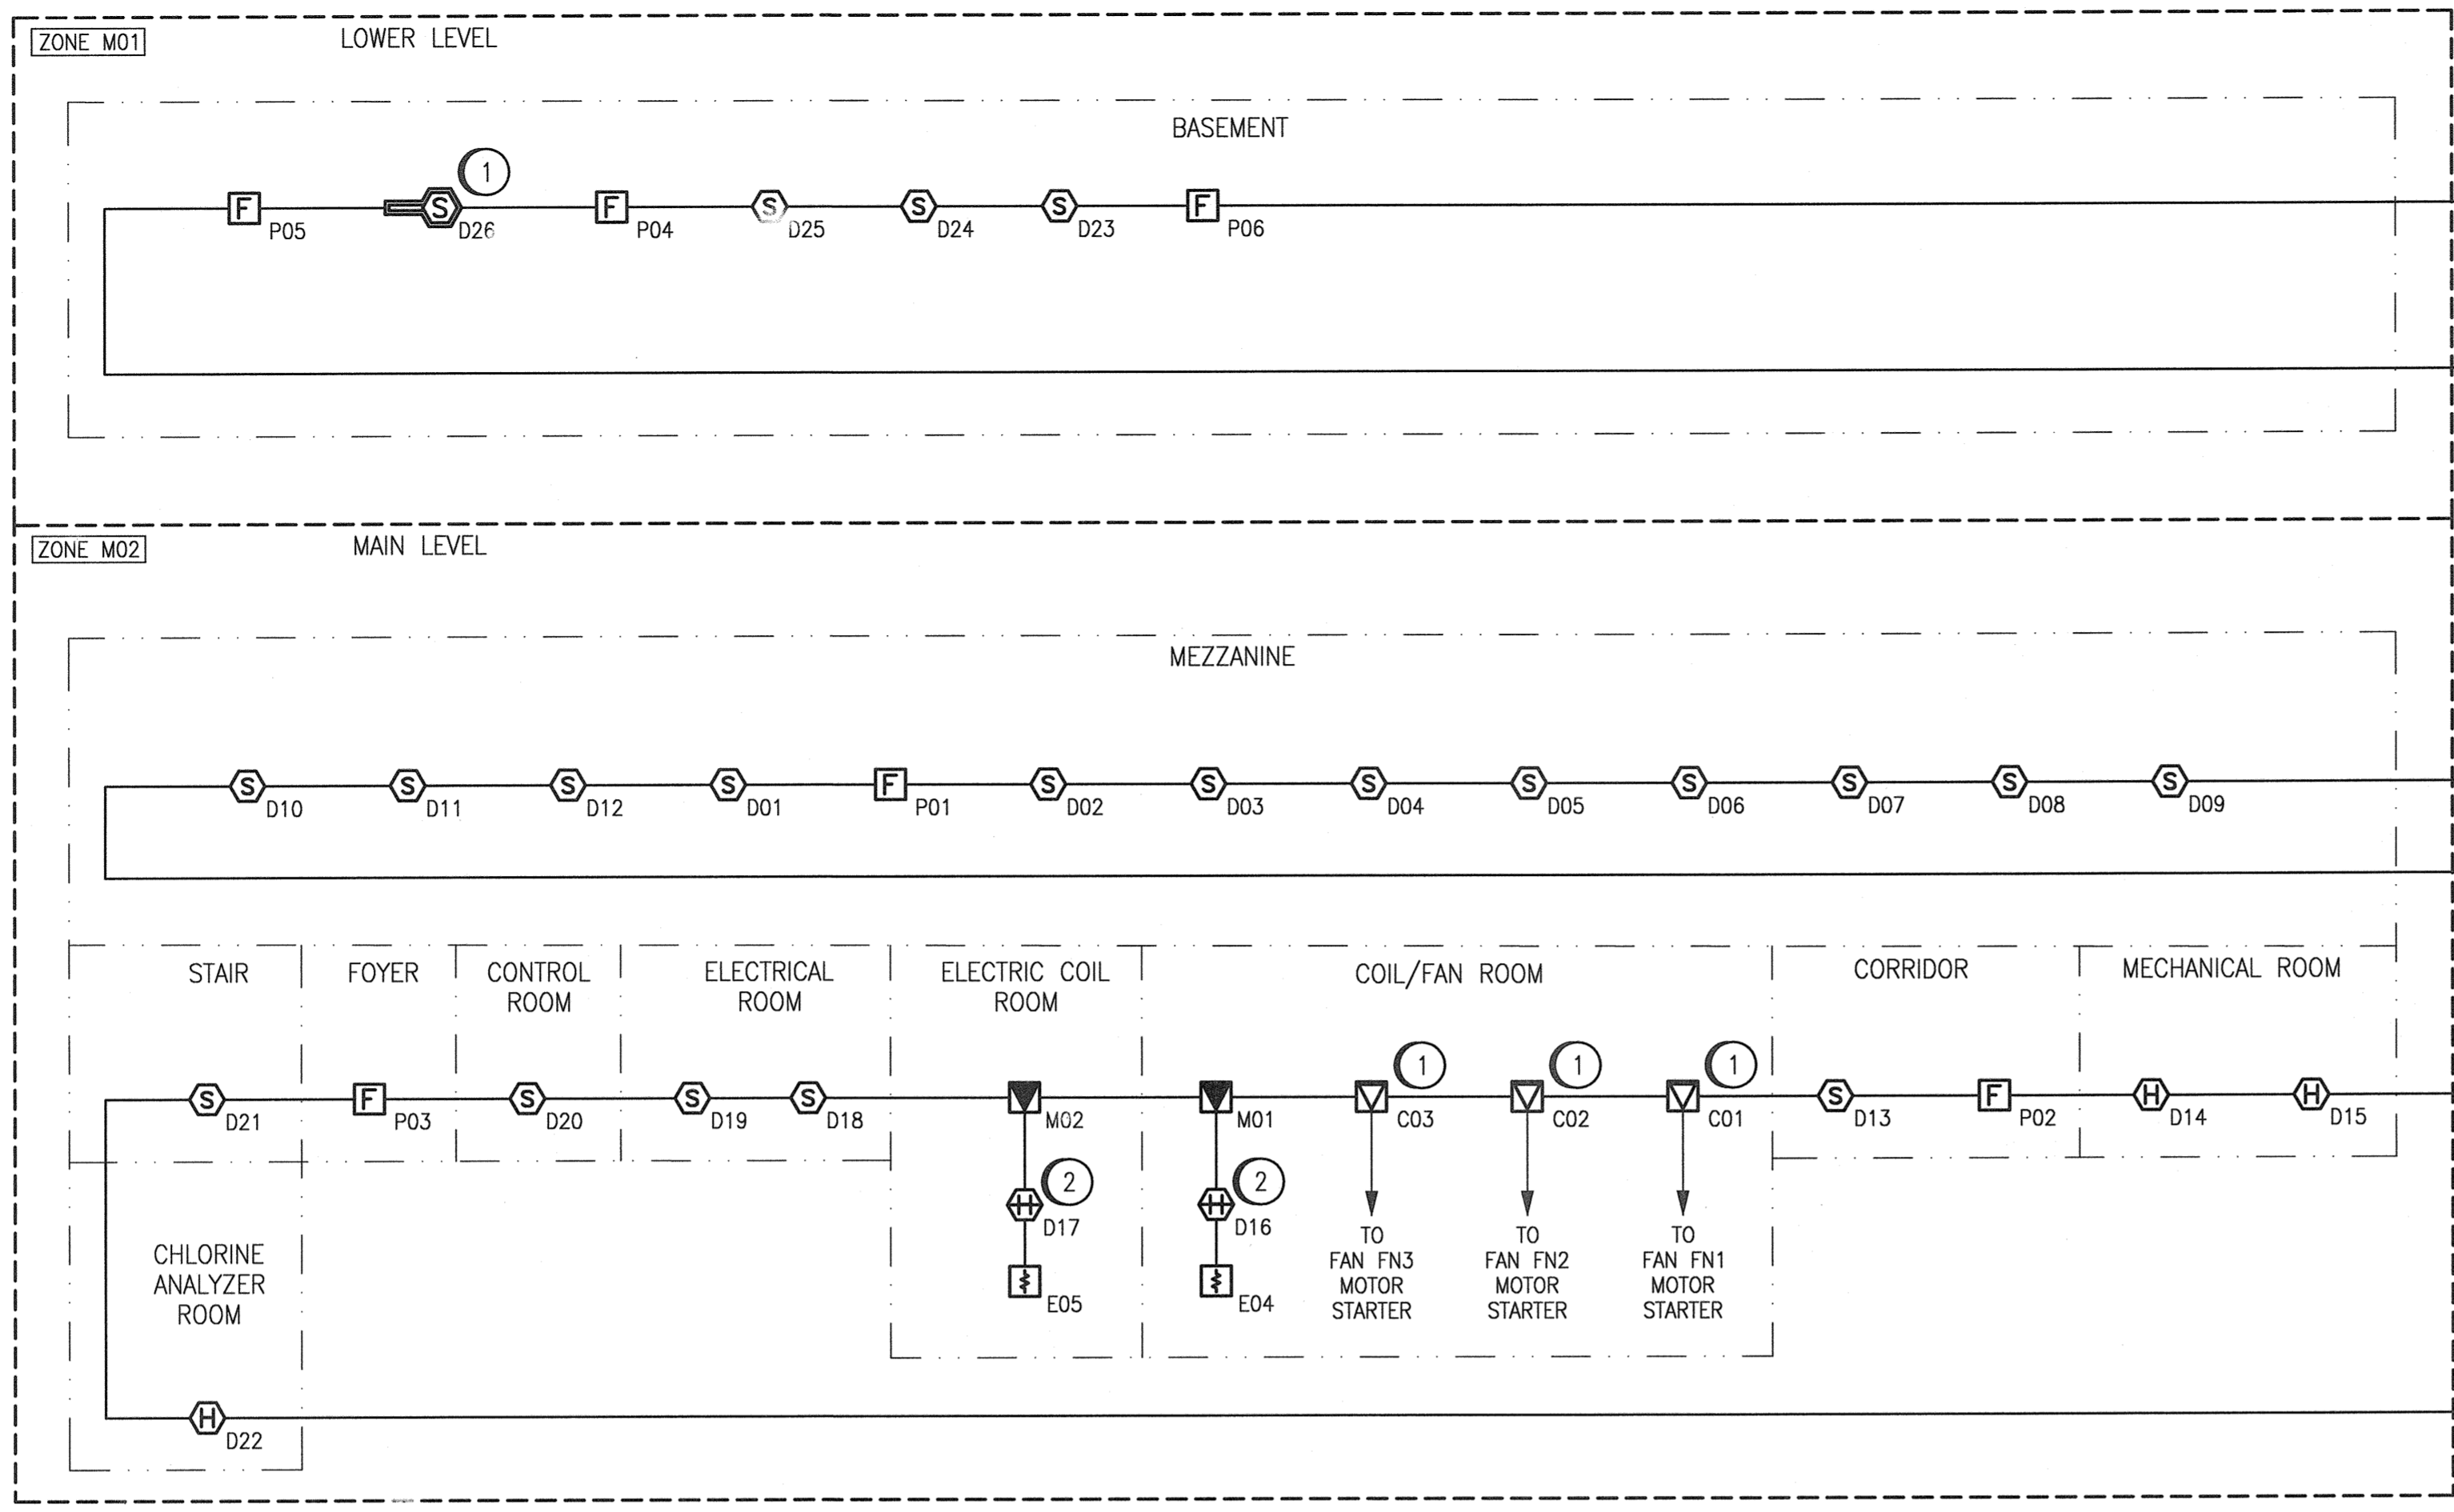 ZONE M01
LOWER LEVEL
BASEMENT
1
F
S
F
S
S
S
F
P05
D26
P04
D25
D24
D23
P06
ZONE M02
MAIN LEVEL
MEZZANINE
S
S
S
S
F
S
S
S
S
S
S
S
S
D10
D11
D12
D01
P01
D02
D03
D04
D05
D06
D07
D08
D09
STAIR
FOYER
CONTROL
ROOM
ELECTRICAL
ROOM
ELECTRIC COIL
ROOM
COIL/FAN ROOM
CORRIDOR
MECHANICAL ROOM
1
1
1
S
F
S
S
S
S
F
H
H
D21
P03
D20
D19
D18
M02
M01
C03
C02
C01
D13
P02
D14
D15
2
2
H
H
D17
D16
E05
E04
TO
FAN FN3
MOTOR
STARTER
TO
FAN FN2
MOTOR
STARTER
TO
FAN FN1
MOTOR
STARTER
CHLORINE
ANALYZER
ROOM
H
D22